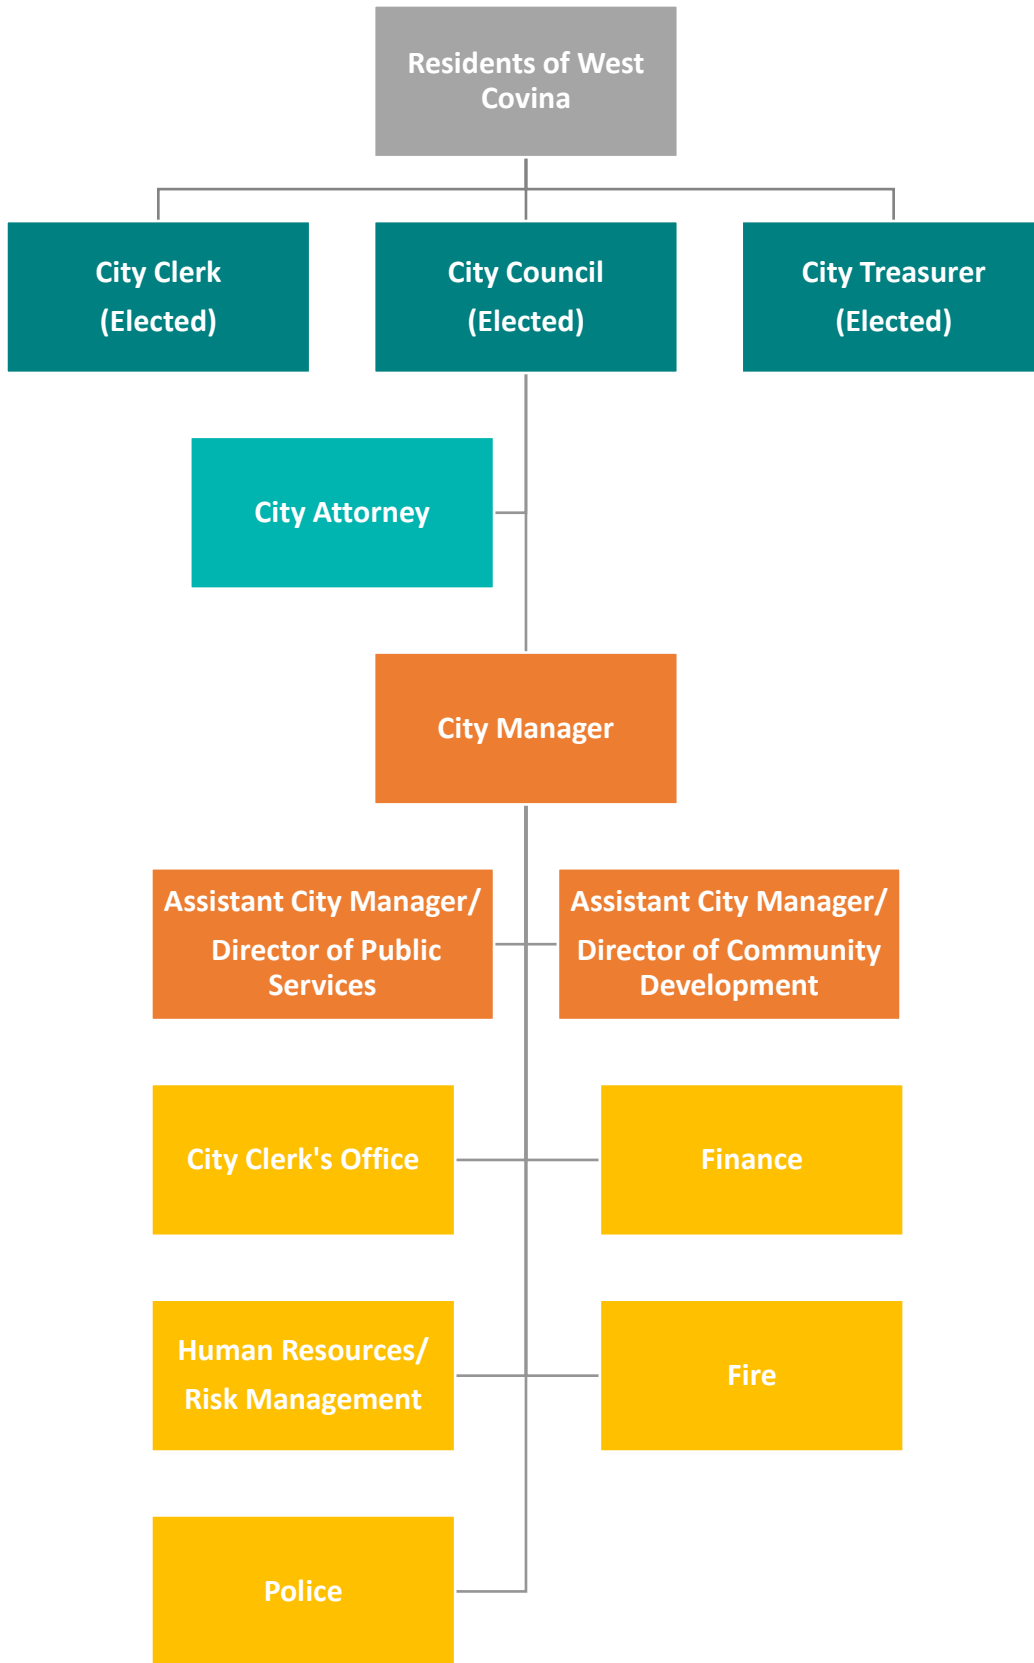 Residents of West
Covina
City Clerk
(Elected)
City Council
(Elected)
City Treasurer
(Elected)
City Attorney
City Manager
Assistant City Manager/
Director of Public
Services
Assistant City Manager/
Director of Community
Development
City Clerk's Office
Finance
Human Resources/
Risk Management
Fire
Police